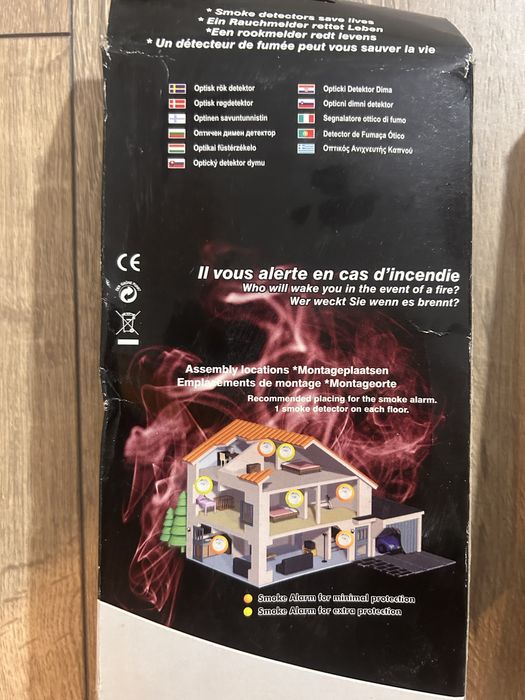 * Smoke detectors save lives
* Ein Rauchmelder rettet Leben
*Een rookmelder redt levens
* Un détecteur de fumée peut vous sauver la vie
Optisk rök detektor
Optisk røgdetektor
Optinen savuntunnistin
Оптичен димен детектор
Optikai füstérzékelo
Optický detektor dymu
Opticki Detektor Dima
Opticni dimni detektor
Segnalatore ottico di fumo
Detector de Fumaça Ótico
Οπτικός Ανιχνευτής Καπνού
CE
Il vous alerte en cas d'incendie
Who will wake you in the event of a fire?
Wer weckt Sie wenn es brennt?
Assembly locations *Montageplaatsen
Emplacements de montage *Montageorte
Recommended placing for the smoke alarm.
1 smoke detector on each floor.
Smoke Alarm for minimal protection
Smoke Alarm for extra protection